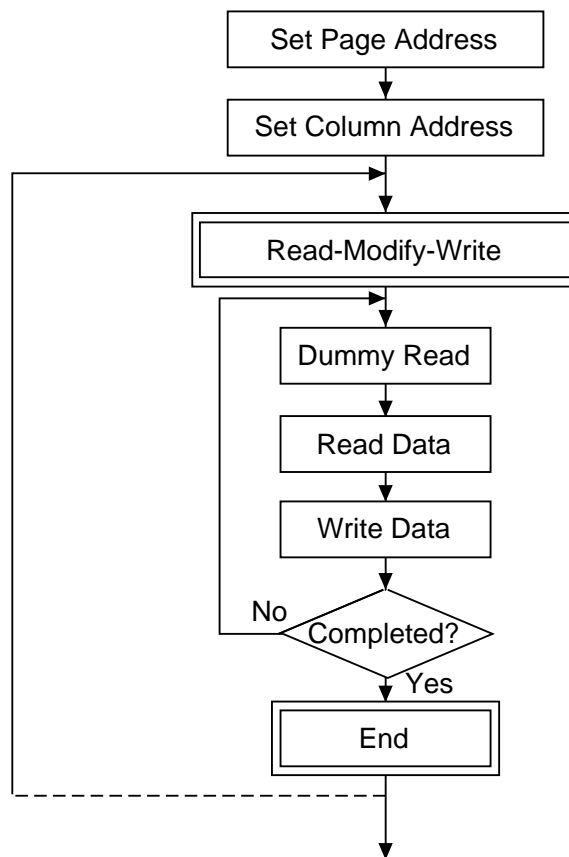 Set Page Address
Set Column Address
Read-Modify-Write
Dummy Read
Read Data
Write Data
No
Completed?
Yes
End